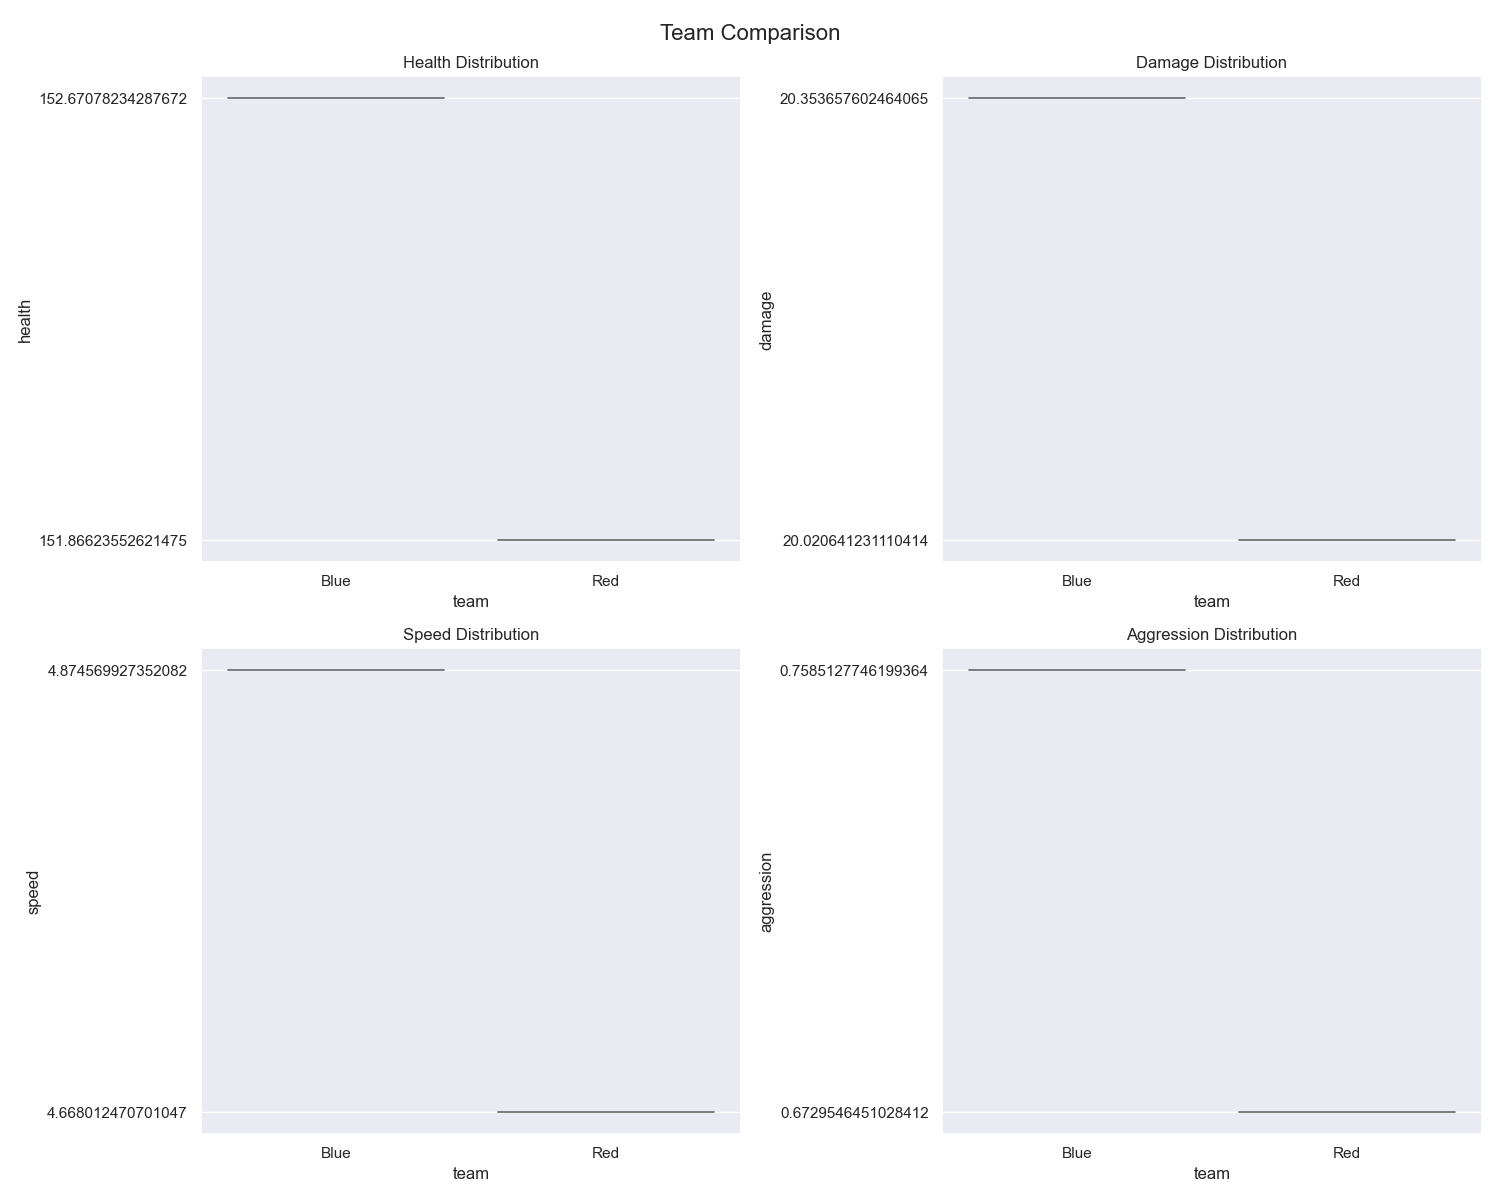 Team Comparison
Health Distribution
152.67078234287672
health
151.86623552621475
Blue Red
team
Damage Distribution
20.353657602464065
damage
20.020641231110414
Blue Red
team
Speed Distribution
4.874569927352082
speed
4.668012470701047
Blue Red
team
Aggression Distribution
0.7585127746199364
aggression
0.6729546451028412
Blue Red
team